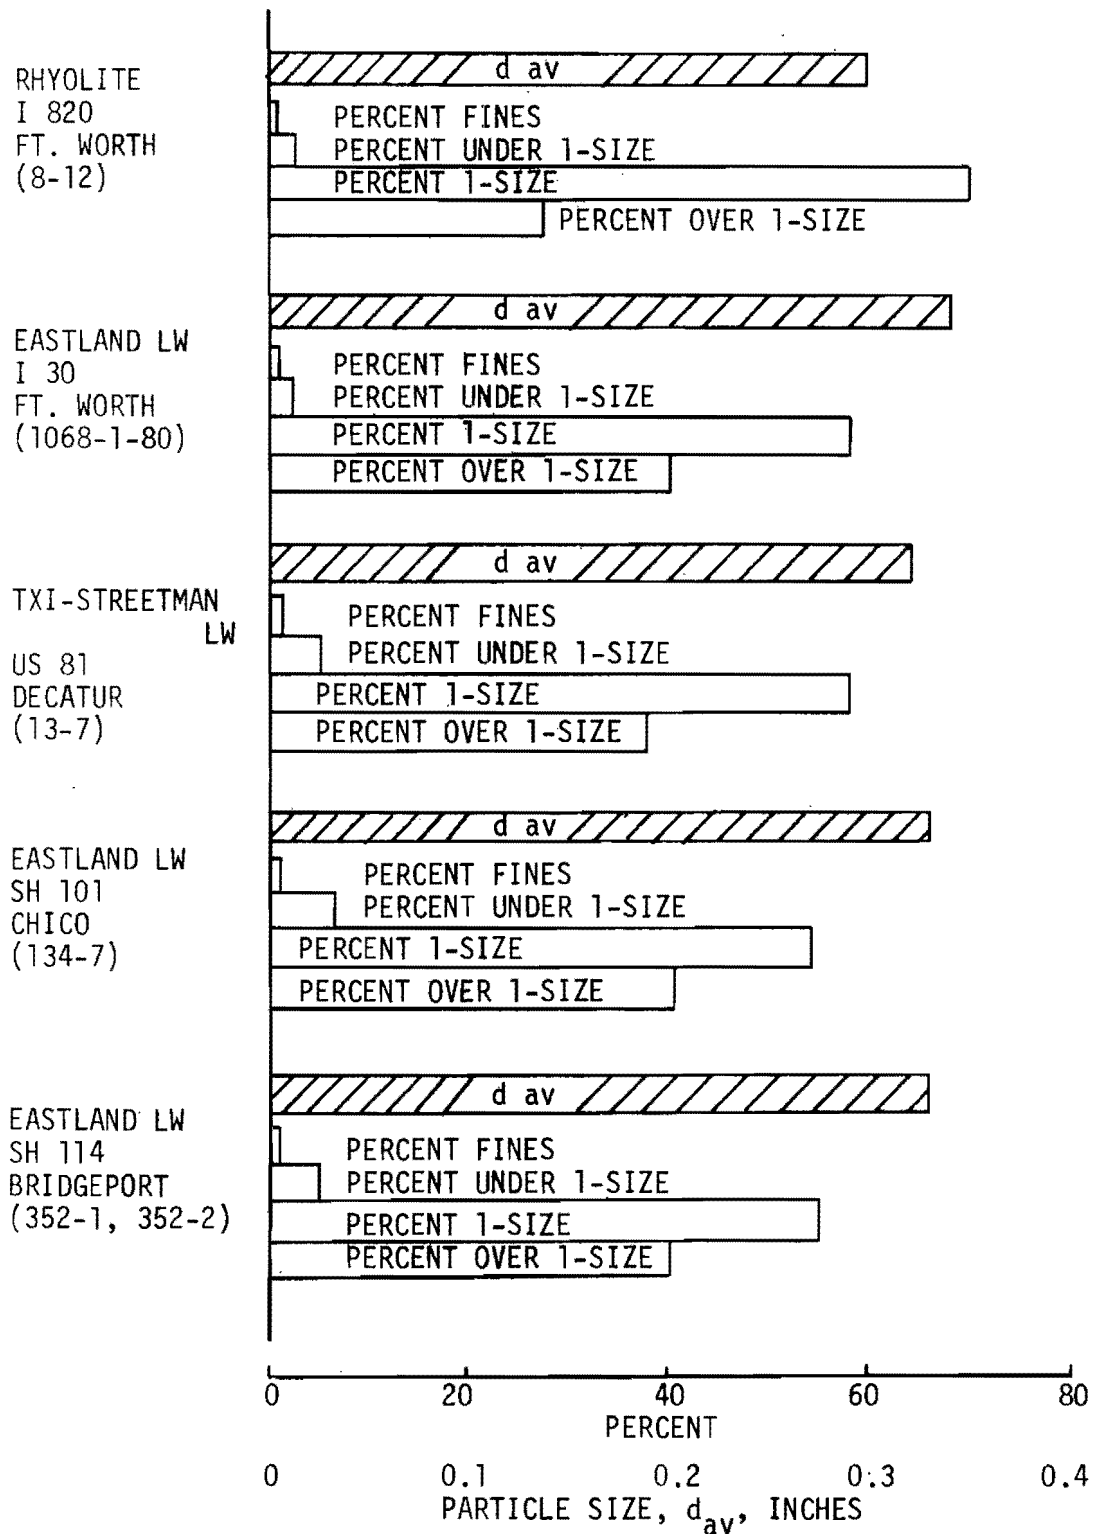 d av
RHYOLITE
I 820
FT. WORTH
(8-12)
PERCENT FINES
PERCENT UNDER 1-SIZE
PERCENT 1-SIZE
PERCENT OVER 1-SIZE
d av
EASTLAND LW
I 30
FT. WORTH
(1068-1-80)
PERCENT FINES
PERCENT UNDER 1-SIZE
PERCENT 1-SIZE
PERCENT OVER 1-SIZE
d av
TXI-STREETMAN
LW
US 81
DECATUR
(13-7)
PERCENT FINES
PERCENT UNDER 1-SIZE
PERCENT 1-SIZE
PERCENT OVER 1-SIZE
d av
EASTLAND LW
SH 101
CHICO
(134-7)
PERCENT FINES
PERCENT UNDER 1-SIZE
PERCENT 1-SIZE
PERCENT OVER 1-SIZE
d av
EASTLAND LW
SH 114
BRIDGEPORT
(352-1, 352-2)
PERCENT FINES
PERCENT UNDER 1-SIZE
PERCENT 1-SIZE
PERCENT OVER 1-SIZE
0 20 40 60 80
PERCENT
0 0.1 0.2 0.3 0.4
PARTICLE SIZE, dav, INCHES